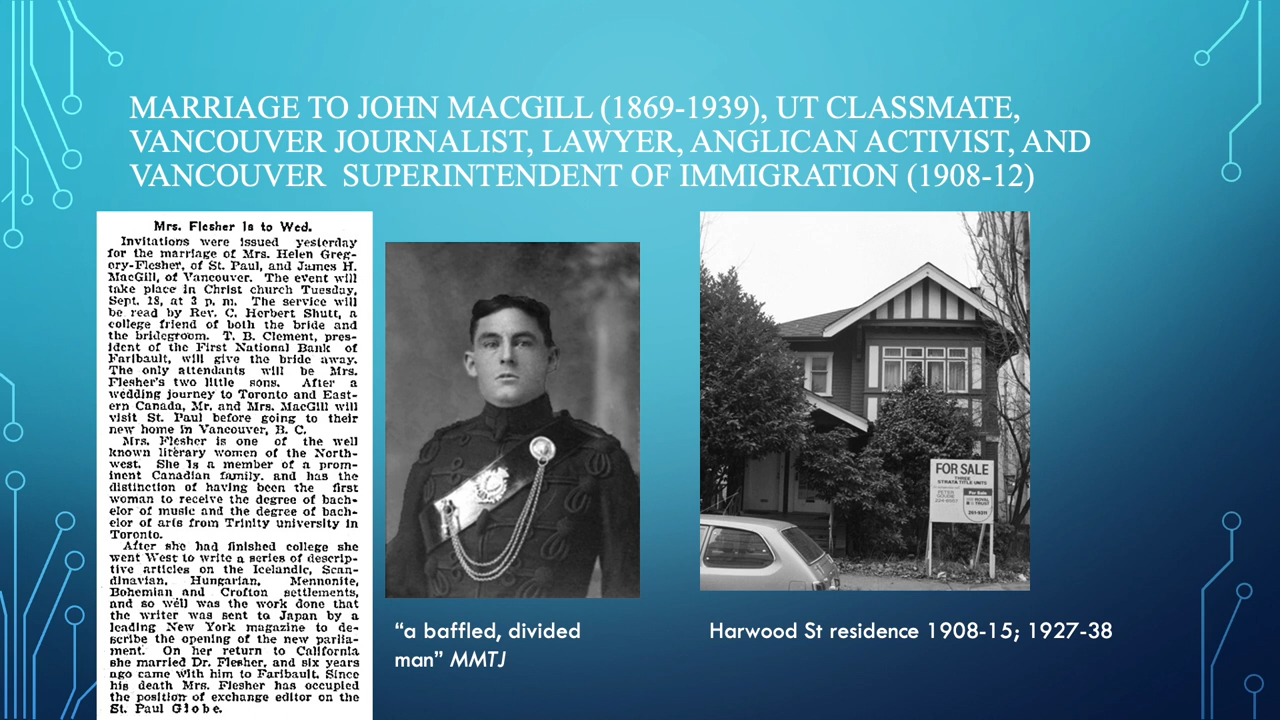 MARRIAGE TO JOHN MACGILL (1869-1939), UT CLASSMATE,
VANCOUVER JOURNALIST, LAWYER, ANGLICAN ACTIVIST, AND
VANCOUVER SUPERINTENDENT OF IMMIGRATION (1908-12)
Mrs. Flesher Is to Wed.
Invitations were issued yesterday
for the marriage of Mrs. Helen Greg-
ory-Flesher, of St. Paul, and James H.
MacGill, of Vancouver. The event will
take place in Christ church Tuesday,
Sept. 18, at 3 p. m. The service will
be read by Rev. C. Herbert Shutt, a
college friend of both the bride and
the bridegroom. T. B. Clement, pres-
ident of the First National Bank of
Faribault, will give the bride away.
The only attendants will be Mrs.
Flesher's two little sons. After a
wedding journey to Toronto and East-
ern Canada, Mr. and Mrs. MacGill will
visit St. Paul before going to their
new home in Vancouver, B. C.
Mrs. Flesher is one of the well
known literary women of the North-
west. She is a member of a prom-
inent Canadian family, and has the
distinction of having been the first
woman to receive the degree of bach-
elor of music and the degree of bach-
elor of arts from Trinity university in
Toronto.
After she had finished college she
went West to write a series of descrip-
tive articles on the Icelandic, Scan-
dinavian, Hungarian, Mennonite,
Bohemian and Crofton settlements,
and so well was the work done that
the writer was sent to Japan by a
leading New York magazine to de-
scribe the opening of the new parlia-
ment. On her return to California
she married Dr. Flesher, and six years
ago came with him to Faribault. Since
his death Mrs. Flesher has occupied
the position of exchange editor on the
St. Paul Globe.
FOR SALE
THREE
STRATA TITLE UNITS
PETER
For Sale
ROYAL
TRUST
“a baffled, divided
man” MMTJ
Harwood St residence 1908-15; 1927-38